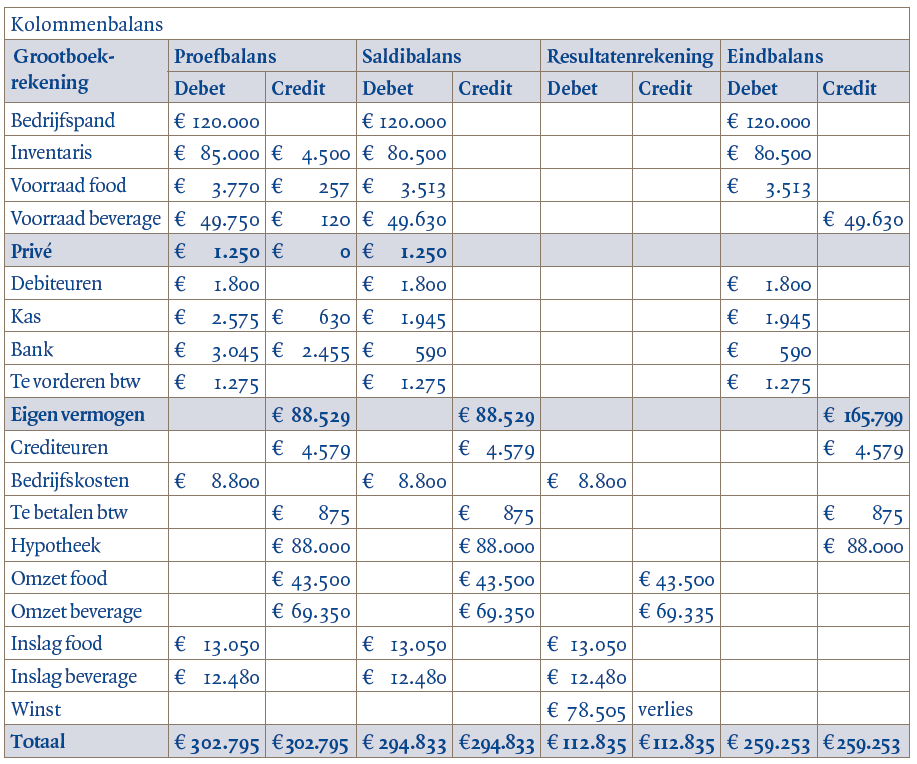 Kolommenbalans
Grootboek-
rekening Proefbalans Saldibalans Resultatenrekening Eindbalans
Debet Credit Debet Credit Debet Credit Debet Credit
Bedrijfspand € 120.000 € 120.000 € 120.000
Inventaris € 85.000 € 4.500 € 80.500 € 80.500
Voorraad food € 3.770 € 257 € 3.513 € 3.513
Voorraad beverage € 49.750 € 120 € 49.630 € 49.630
Privé € 1.250 € 0 € 1.250
Debiteuren € 1.800 € 1.800 € 1.800
Kas € 2.575 € 630 € 1.945 € 1.945
Bank € 3.045 € 2.455 € 590 € 590
Te vorderen btw € 1.275 € 1.275 € 1.275
Eigen vermogen € 88.529 € 88.529 € 165.799
Crediteuren € 4.579 € 4.579 € 4.579
Bedrijfskosten € 8.800 € 8.800 € 8.800
Te betalen btw € 875 € 875 € 875
Hypotheek € 88.000 € 88.000 € 88.000
Omzet food € 43.500 € 43.500 € 43.500
Omzet beverage € 69.350 € 69.350 € 69.335
Inslag food € 13.050 € 13.050 € 13.050
Inslag beverage € 12.480 € 12.480 € 12.480
Winst € 78.505 verlies
Totaal € 302.795 €302.795 € 294.833 €294.833 € 112.835 €112.835 € 259.253 €259.253